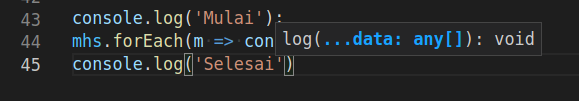 43 console.log('Mulai');
44 mhs.forEach(m => con
log(...data: any[]): void
45 console.log('Selesai')